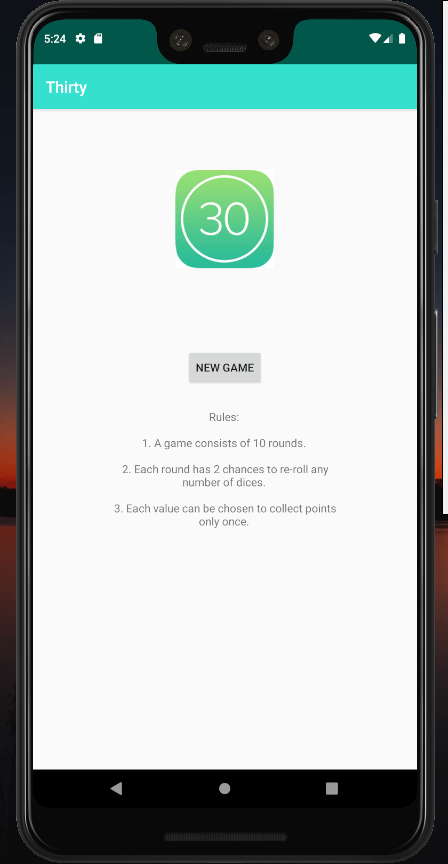 5:24
Thirty
30
NEW GAME
Rules:
1. A game consists of 10 rounds.
2. Each round has 2 chances to re-roll any
number of dices.
3. Each value can be chosen to collect points
only once.